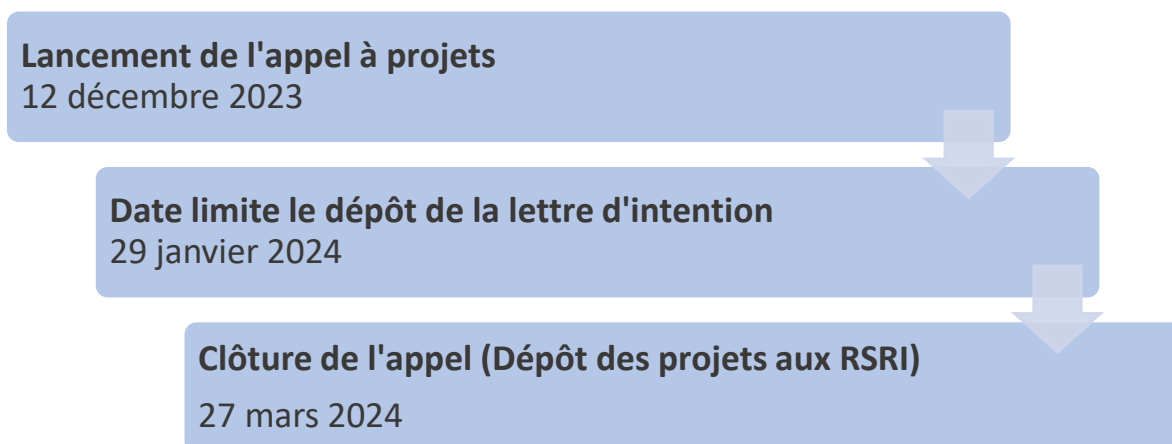 Lancement de l'appel à projets
12 décembre 2023
Date limite le dépôt de la lettre d'intention
29 janvier 2024
Clôture de l'appel (Dépôt des projets aux RSRI)
27 mars 2024